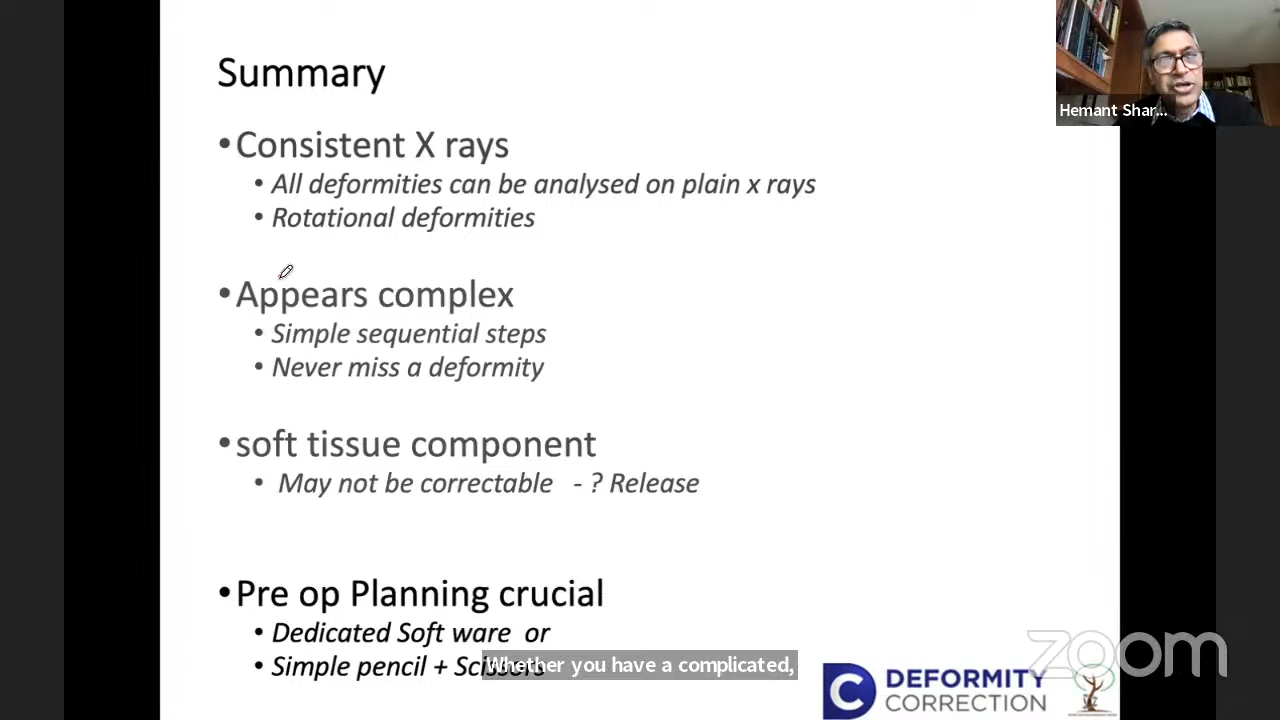 Summary
Hemant Shar...
•Consistent X rays
• All deformities can be analysed on plain x rays
• Rotational deformities
•Appears complex
• Simple sequential steps
• Never miss a deformity
•soft tissue component
• May not be correctable - ? Release
•Pre op Planning crucial
• Dedicated Soft ware or
• Simple pencil + Scissors
Whether you have a complicated,
C DEFORMITY
CORRECTION
zoom